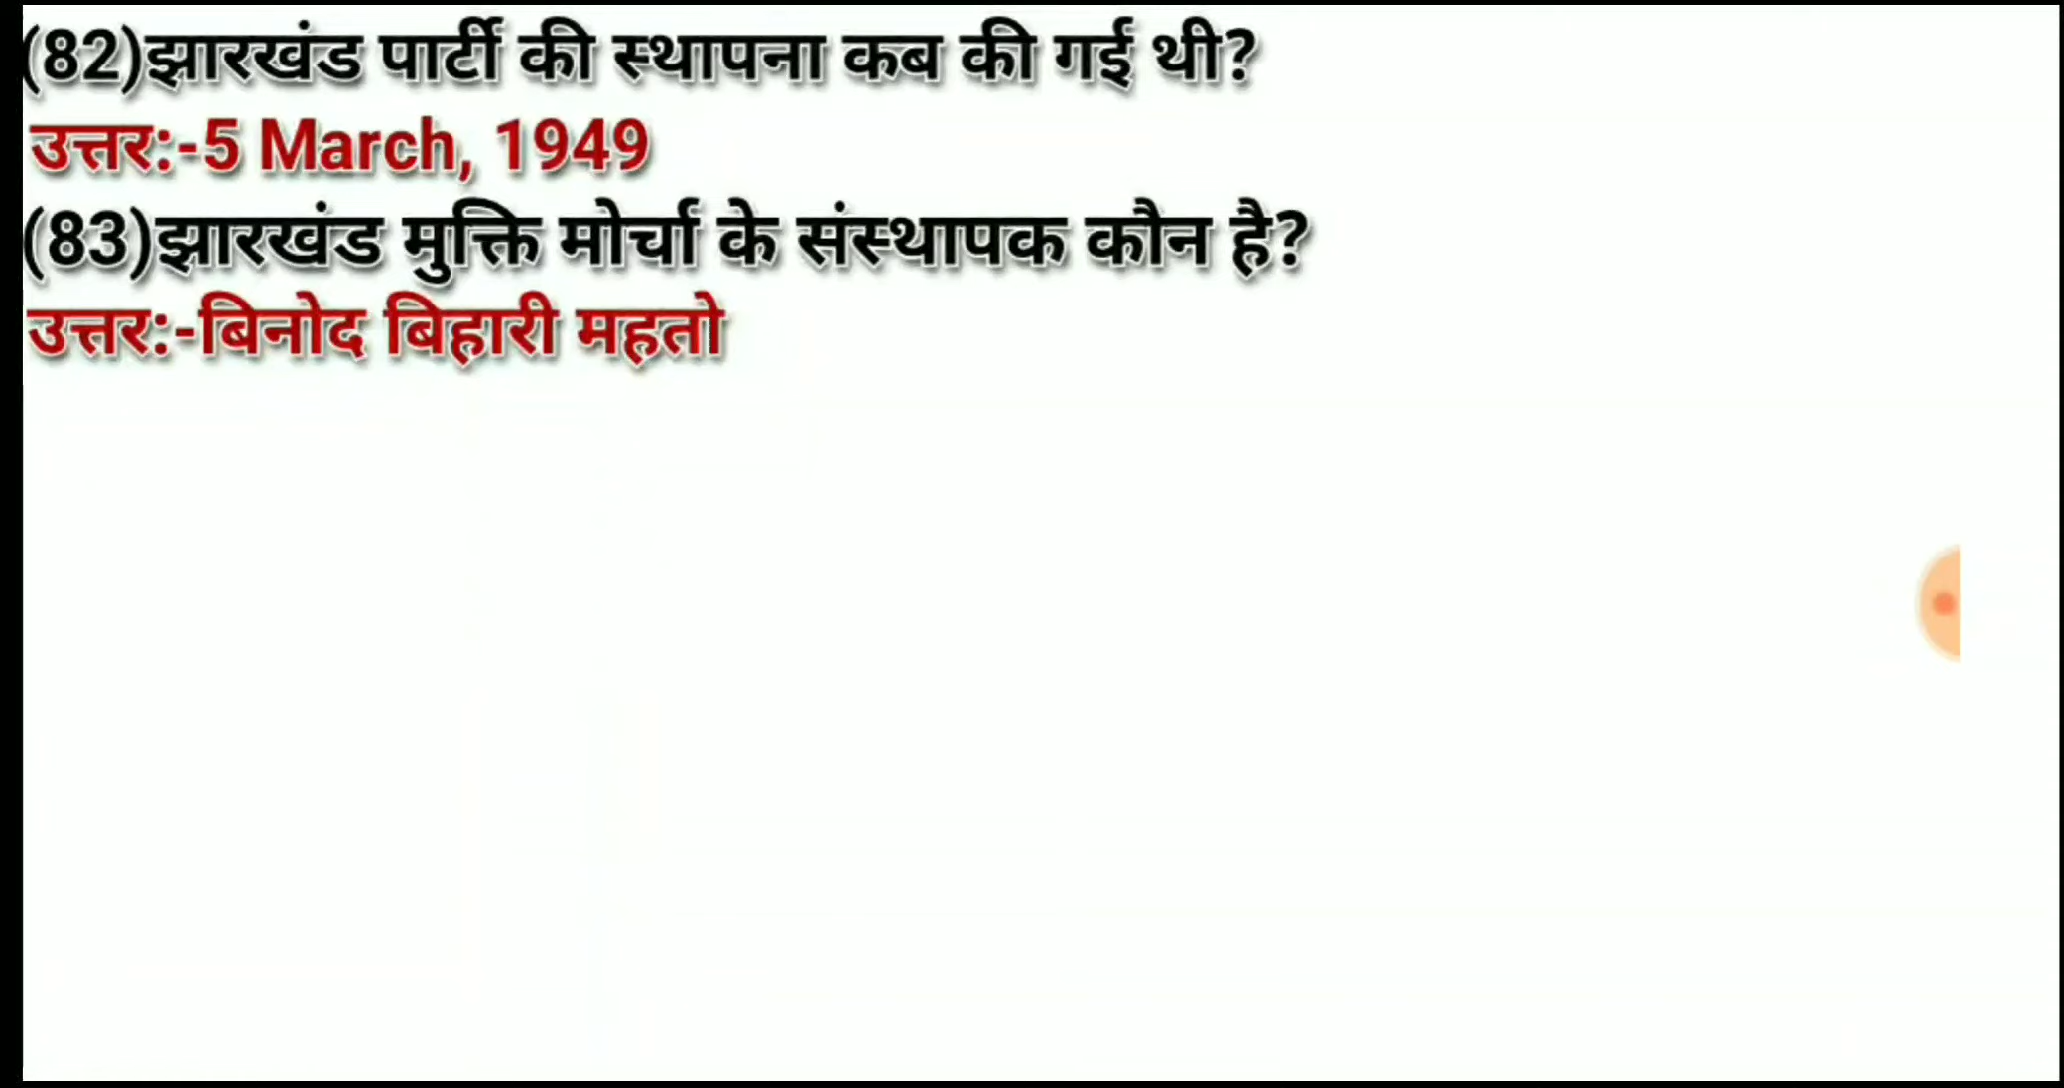 (82)झारखंड पार्टी की स्थापना कब की गई थी?
उत्तर:-5 March, 1949
(83)झारखंड मुक्ति मोर्चा के संस्थापक कौन है?
उत्तर:-बिनोद बिहारी महतो